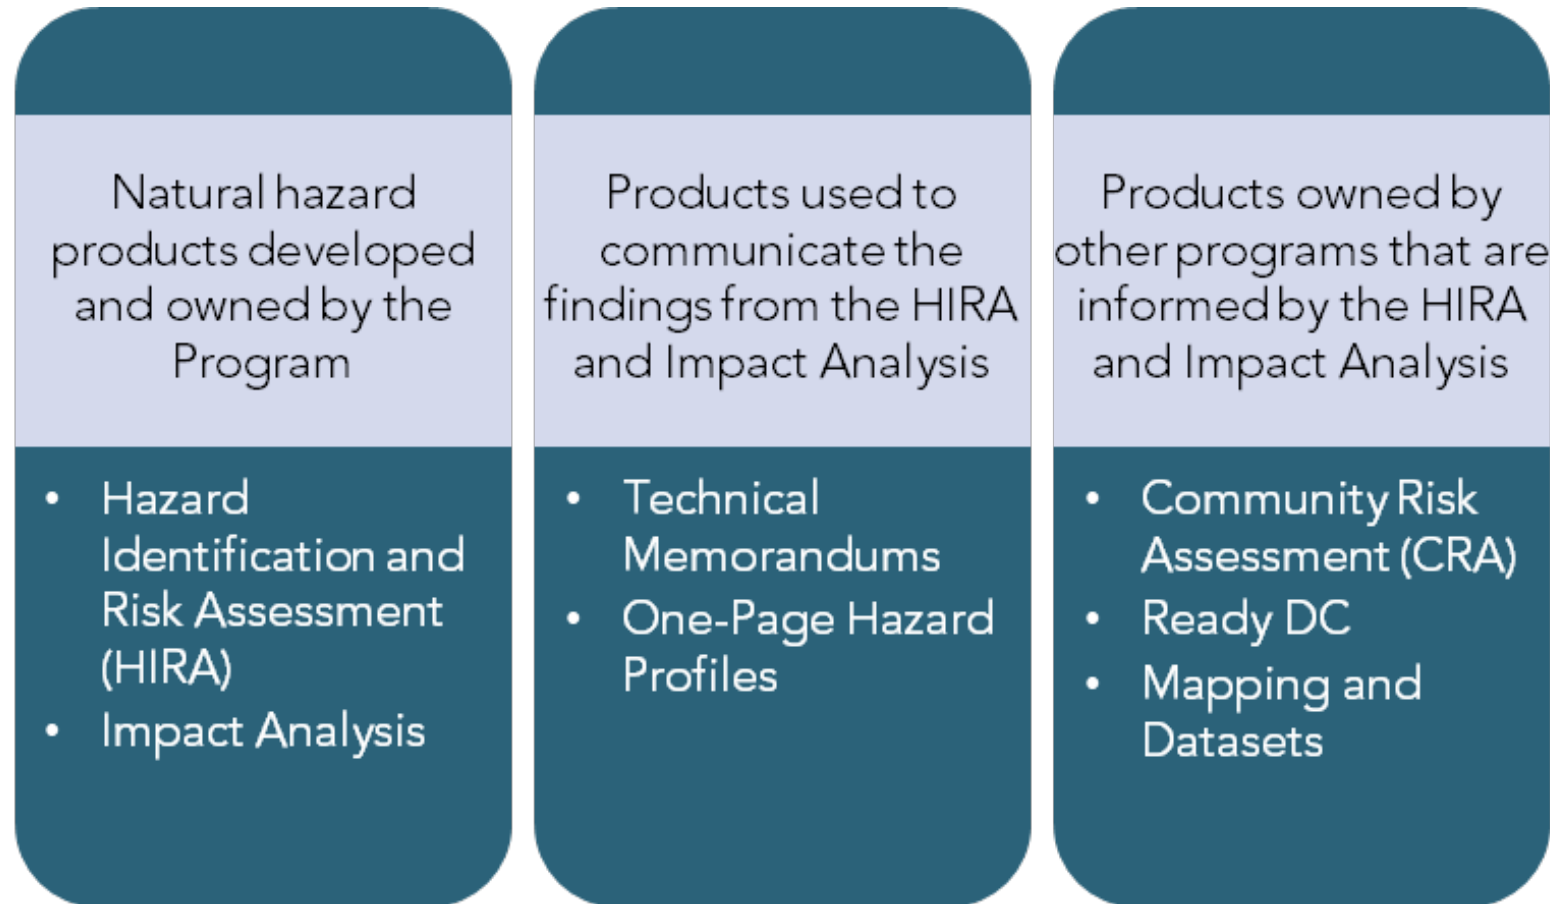 Natural hazard
products developed
and owned by the
Program
• Hazard
Identification and
Risk Assessment
(HIRA)
• Impact Analysis
Products used to
communicate the
findings from the HIRA
and Impact Analysis
• Technical
Memorandums
• One-Page Hazard
Profiles
Products owned by
other programs that are
informed by the HIRA
and Impact Analysis
• Community Risk
Assessment (CRA)
• Ready DC
• Mapping and
Datasets